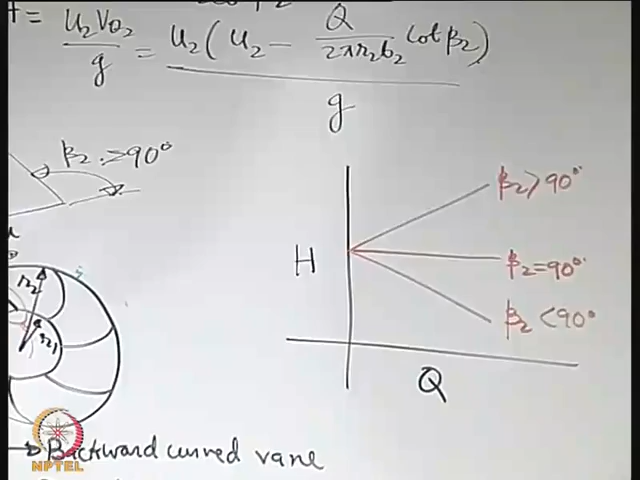 H = U₂Vθ₂ / g = U₂(U₂ − Q / 2πr₂b₂ cot β₂) / g
β₂ > 90°
β₂ > 90°
H
β₂ = 90°
r₂
r₁
β₂ < 90°
Q
Backward curved vane
NPTEL